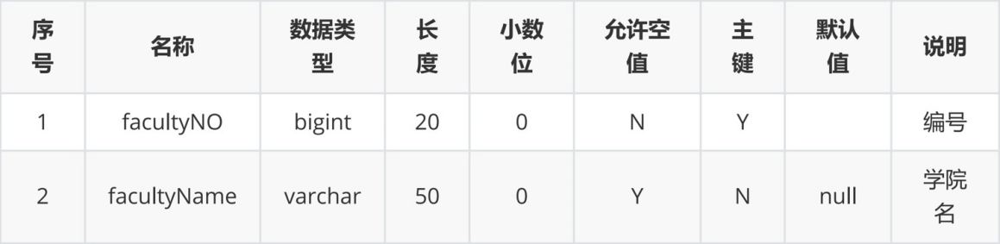 序号 名称 数据类型 长度 小数位 允许空值 主键 默认值 说明
1 facultyNO bigint 20 0 N Y 编号
2 facultyName varchar 50 0 Y N null 学院名